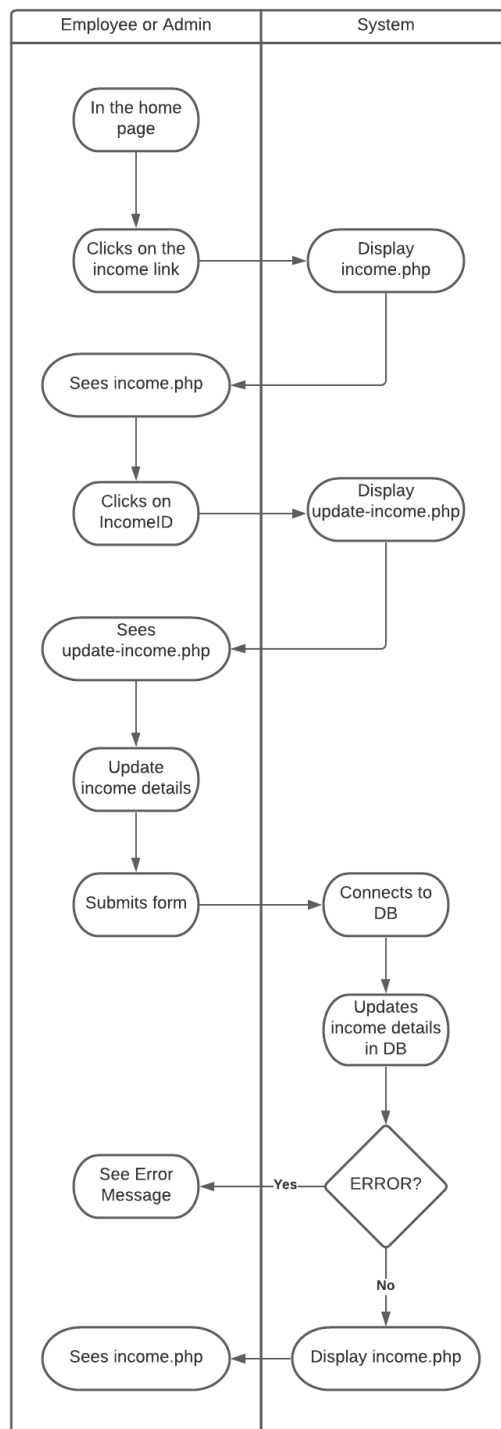 Employee or Admin
System
In the home
page
Clicks on the
income link
Display
income.php
Sees income.php
Clicks on
IncomeID
Display
update-income.php
Sees
update-income.php
Update
income details
Submits form
Connects to
DB
Updates
income details
in DB
See Error
Message
Yes
ERROR?
No
Sees income.php
Display income.php